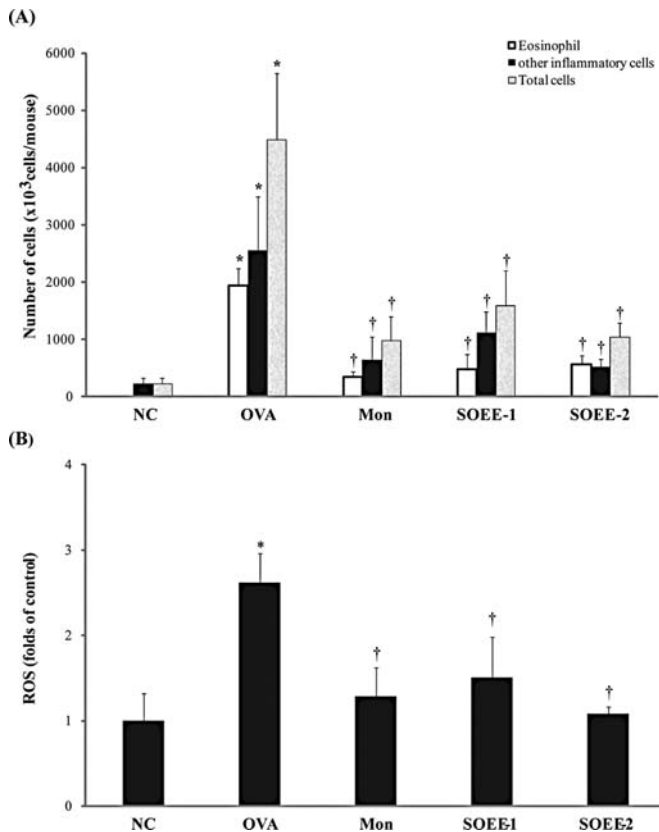 (A)
Number of cells (x10³cells/mouse)
6000
5000
4000
3000
2000
1000
0
Eosinophil
other inflammatory cells
Total cells
* * *
† † †
† † †
† † †
NC OVA Mon SOEE-1 SOEE-2
(B)
ROS (folds of control)
4
3
2
1
0
*
†
†
†
NC OVA Mon SOEE-1 SOEE-2